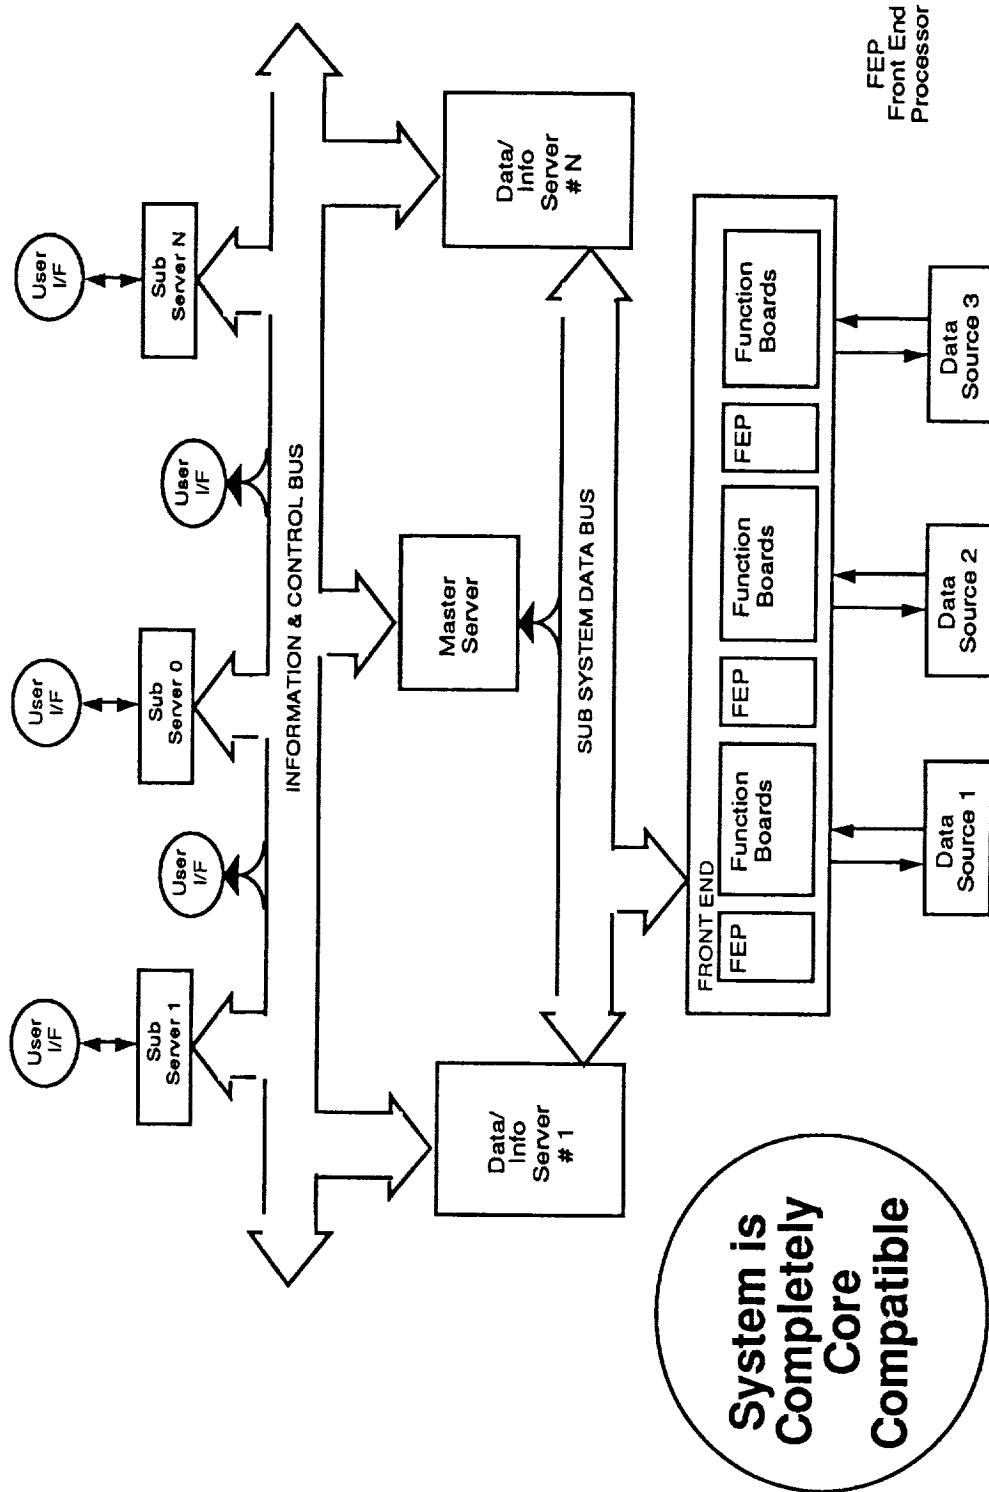 User
I/F
User
I/F
User
I/F
Sub
Server 1
User
I/F
Sub
Server 0
User
I/F
Sub
Server N
INFORMATION & CONTROL BUS
Data/
Info
Server
# 1
Master
Server
Data/
Info
Server
# N
SUB SYSTEM DATA BUS
FRONT END
FEP
Function
Boards
FEP
Function
Boards
FEP
Function
Boards
Data
Source 1
Data
Source 2
Data
Source 3
System is
Completely
Core
Compatible
FEP
Front End
Processor